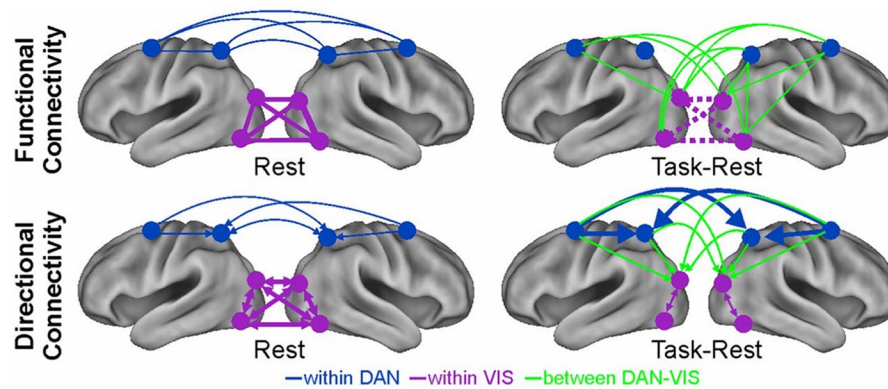 Functional
Connectivity
Rest
Task-Rest
Directional
Connectivity
Rest
Task-Rest
within DAN within VIS between DAN-VIS